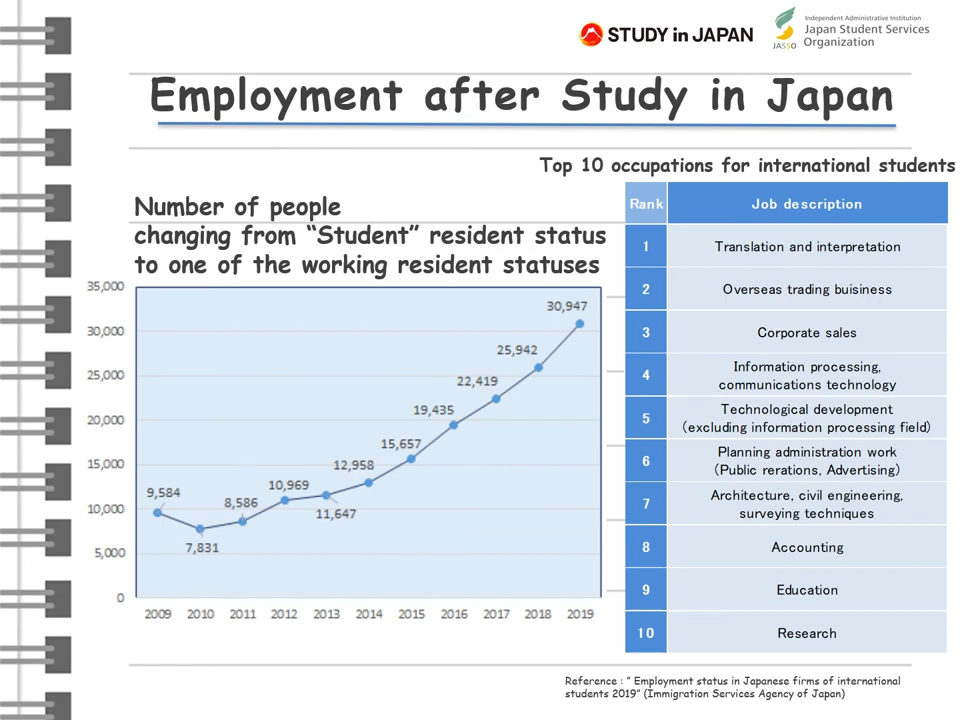 STUDY in JAPAN
JASSO
Independent Administrative Institution
Japan Student Services
Organization
Employment after Study in Japan
Top 10 occupations for international students
Number of people
changing from “Student” resident status
to one of the working resident statuses
35,000
30,000
25,000
20,000
15,000
10,000
5,000
0
9,584
7,831
8,586
10,969
11,647
12,958
15,657
19,435
22,419
25,942
30,947
2009 2010 2011 2012 2013 2014 2015 2016 2017 2018 2019
Rank Job description
1 Translation and interpretation
2 Overseas trading buisiness
3 Corporate sales
4 Information processing,
communications technology
5 Technological development
(excluding information processing field)
6 Planning administration work
(Public rerations, Advertising)
7 Architecture, civil engineering,
surveying techniques
8 Accounting
9 Education
10 Research
Reference : ” Employment status in Japanese firms of international
students 2019” (Immigration Services Agency of Japan)